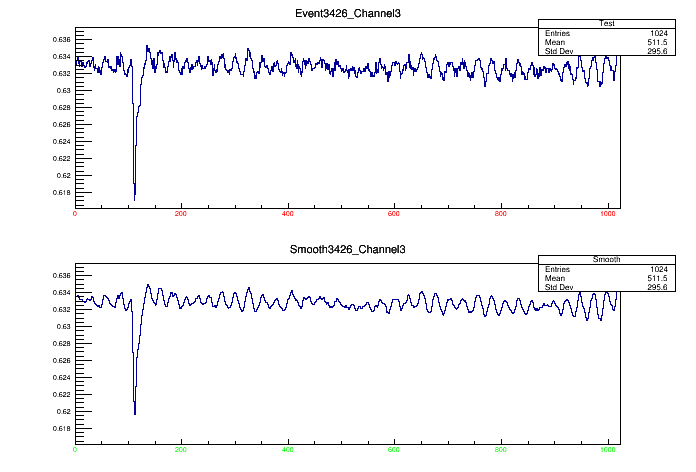 Event3426_Channel3
Test
Entries 1024
Mean 511.5
Std Dev 295.6
0.636
0.634
0.632
0.63
0.628
0.626
0.624
0.622
0.62
0.618
0 200 400 600 800 1000
Smooth3426_Channel3
Smooth
Entries 1024
Mean 511.5
Std Dev 295.6
0.636
0.634
0.632
0.63
0.628
0.626
0.624
0.622
0.62
0.618
0 200 400 600 800 1000